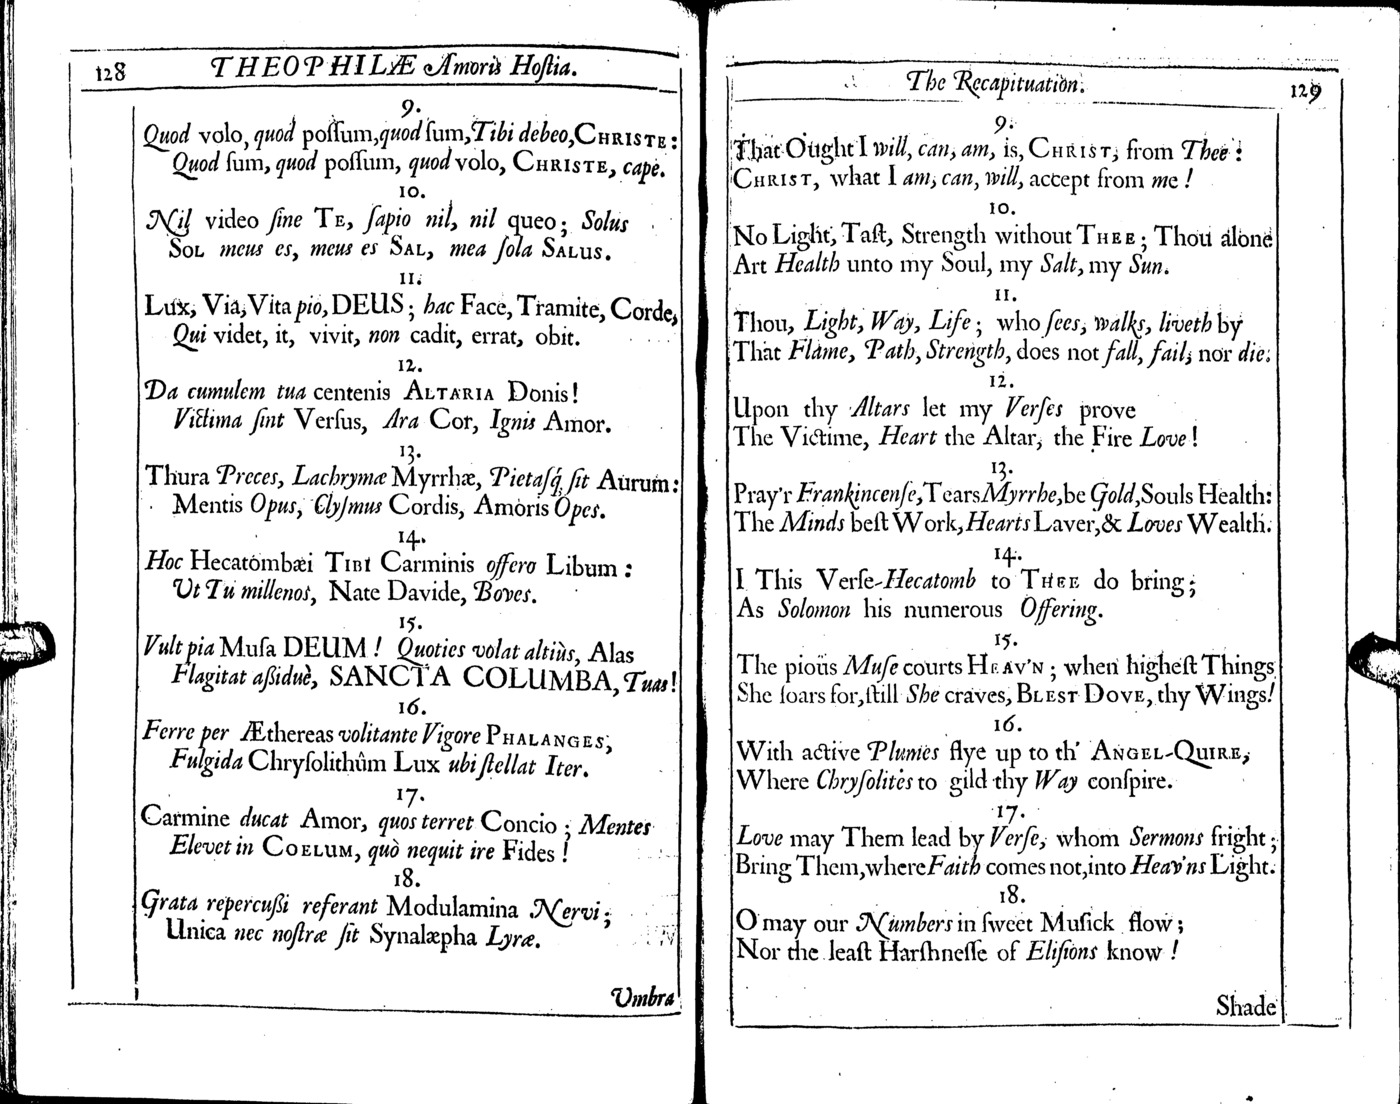 128 THEOPHILÆ Amoris Hoſtia.
9.
Quod volo, quod poſſum, quod ſum, Tibi debeo, CHRISTE:
Quod ſum, quod poſſum, quod volo, CHRISTE, cape.
10.
Nil video ſine TE, ſapio nil, nil queo; Solus
SOL meus es, meus es SAL, mea ſola SALUS.
11.
Lux, Via, Vita pio, DEUS; hac Face, Tramite, Corde,
Qui videt, it, vivit, non cadit, errat, obit.
12.
Da cumulem tua centenis ALTARIA Donis!
Victima ſint Verſus, Ara Cor, Ignis Amor.
13.
Thura Preces, Lachrymæ Myrrhæ, Pietaſq́ ſit Aurum:
Mentis Opus, Clyſmus Cordis, Amoris Opes.
14.
Hoc Hecatombæi TIBI Carminis offero Libum:
Ut Tu millenos, Nate Davide, Boves.
15.
Vult pia Muſa DEUM! Quoties volat altiùs, Alas
Flagitat aſſiduè, SANCTA COLUMBA, Tuas!
16.
Ferre per Æthereas volitante Vigore PHALANGES,
Fulgida Chryſolithûm Lux ubi ſtellat Iter.
17.
Carmine ducat Amor, quos terret Concio; Mentes
Elevet in COELUM, quò nequit ire Fides!
18.
Grata repercuſſi referant Modulamina Nervi;
Unica nec noſtræ ſit Synalæpha Lyræ.
Umbra
The Recapituation. 129
9.
That Ought I will, can, am, is, CHRIST, from Thee:
CHRIST, what I am, can, will, accept from me!
10.
No Light, Taſt, Strength without THEE; Thou alone
Art Health unto my Soul, my Salt, my Sun.
11.
Thou, Light, Way, Life; who ſees, walks, liveth by
That Flame, Path, Strength, does not fall, fail, nor die.
12.
Upon thy Altars let my Verſes prove
The Victime, Heart the Altar, the Fire Love!
13.
Pray'r Frankincenſe, Tears Myrrhe, be Gold, Souls Health:
The Minds beſt Work, Hearts Laver, & Loves Wealth.
14.
I This Verſe-Hecatomb to THEE do bring;
As Solomon his numerous Offering.
15.
The pious Muſe courts HEAV'N; when higheſt Things
She ſoars for, ſtill She craves, BLEST DOVE, thy Wings!
16.
With active Plumes flye up to th' ANGEL-QUIRE,
Where Chryſolites to gild thy Way conſpire.
17.
Love may Them lead by Verſe, whom Sermons fright;
Bring Them, where Faith comes not, into Heav'ns Light.
18.
O may our Numbers in ſweet Muſick flow;
Nor the leaſt Harſhneſſe of Eliſions know!
Shade